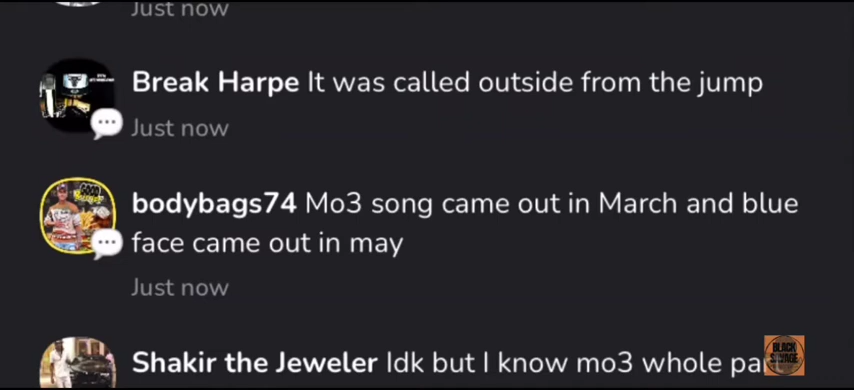 Just now
Break Harpe It was called outside from the jump
Just now
bodybags74 Mo3 song came out in March and blue
face came out in may
Just now
Shakir the Jeweler Idk but I know mo3 whole
BLACK
SAVAGE